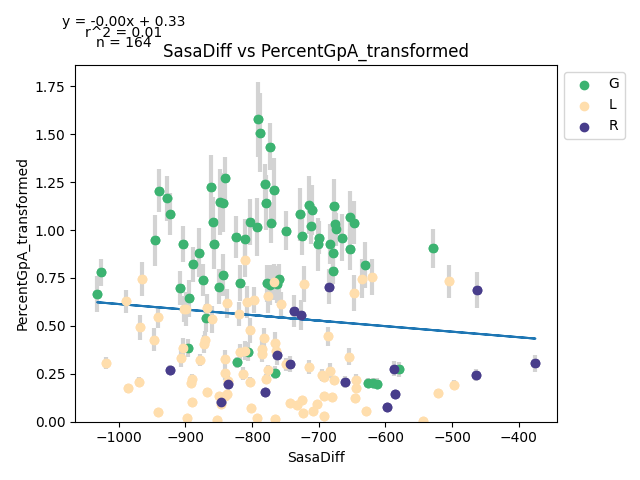 y = -0.00x + 0.33
r^2 = 0.01
n = 164
SasaDiff vs PercentGpA_transformed
PercentGpA_transformed
1.75
1.50
1.25
1.00
0.75
0.50
0.25
0.00
−1000 −900 −800 −700 −600 −500 −400
SasaDiff
G
L
R